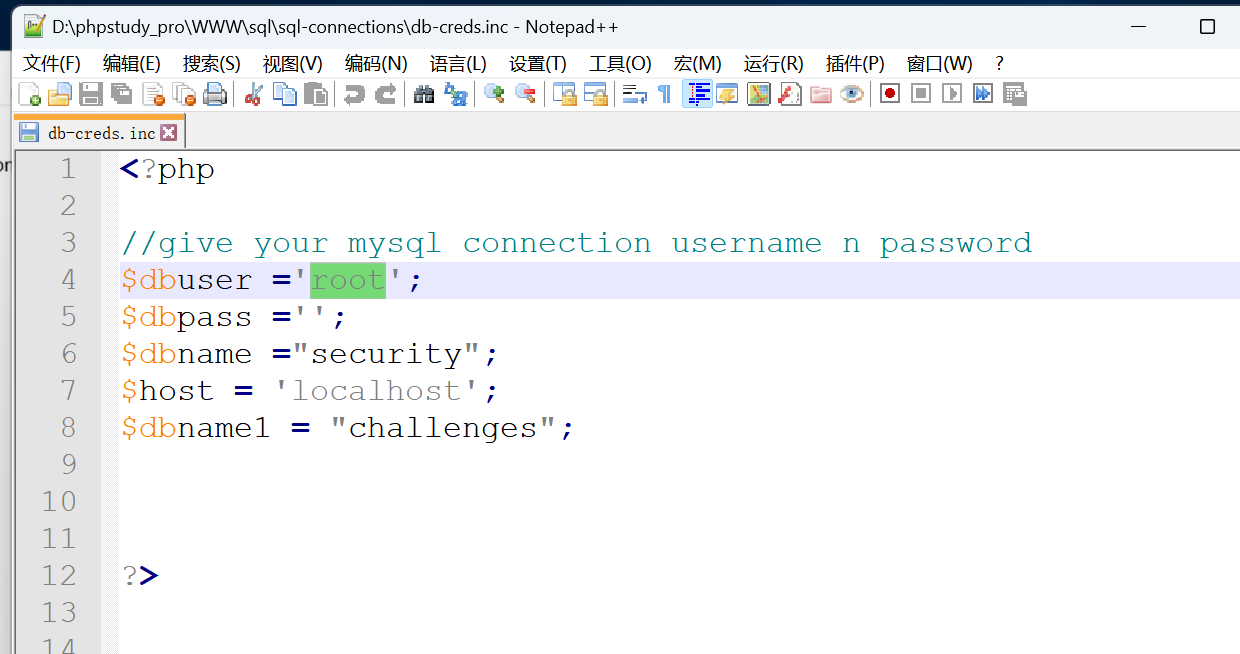 D:\phpstudy_pro\WWW\sql\sql-connections\db-creds.inc - Notepad++
文件(F) 编辑(E) 搜索(S) 视图(V) 编码(N) 语言(L) 设置(T) 工具(O) 宏(M) 运行(R) 插件(P) 窗口(W) ?
db-creds.inc
1 <?php
2
3 //give your mysql connection username n password
4 $dbuser ='root';
5 $dbpass ='';
6 $dbname ="security";
7 $host = 'localhost';
8 $dbname1 = "challenges";
9
10
11
12 ?>
13
14